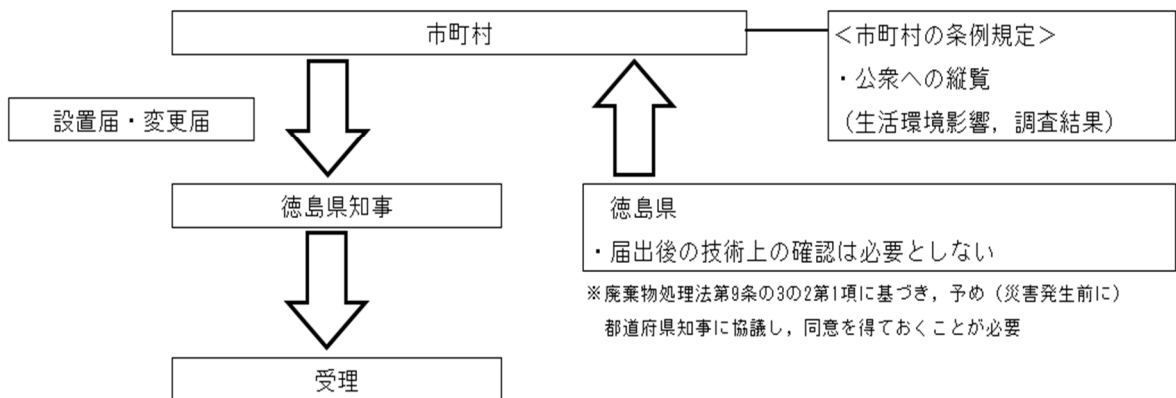 市町村
＜市町村の条例規定＞
・公衆への縦覧
（生活環境影響，調査結果）
設置届・変更届
徳島県知事
徳島県
・届出後の技術上の確認は必要としない
※廃棄物処理法第9条の3の2第1項に基づき，予め（災害発生前に）
都道府県知事に協議し，同意を得ておくことが必要
受理